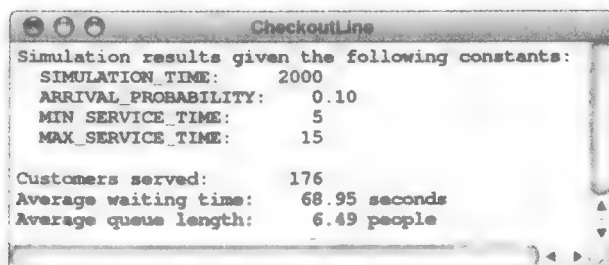 CheckoutLine
Simulation results given the following constants:
SIMULATION_TIME: 2000
ARRIVAL_PROBABILITY: 0.10
MIN_SERVICE_TIME: 5
MAX_SERVICE_TIME: 15
Customers served: 176
Average waiting time: 68.95 seconds
Average queue length: 6.49 people